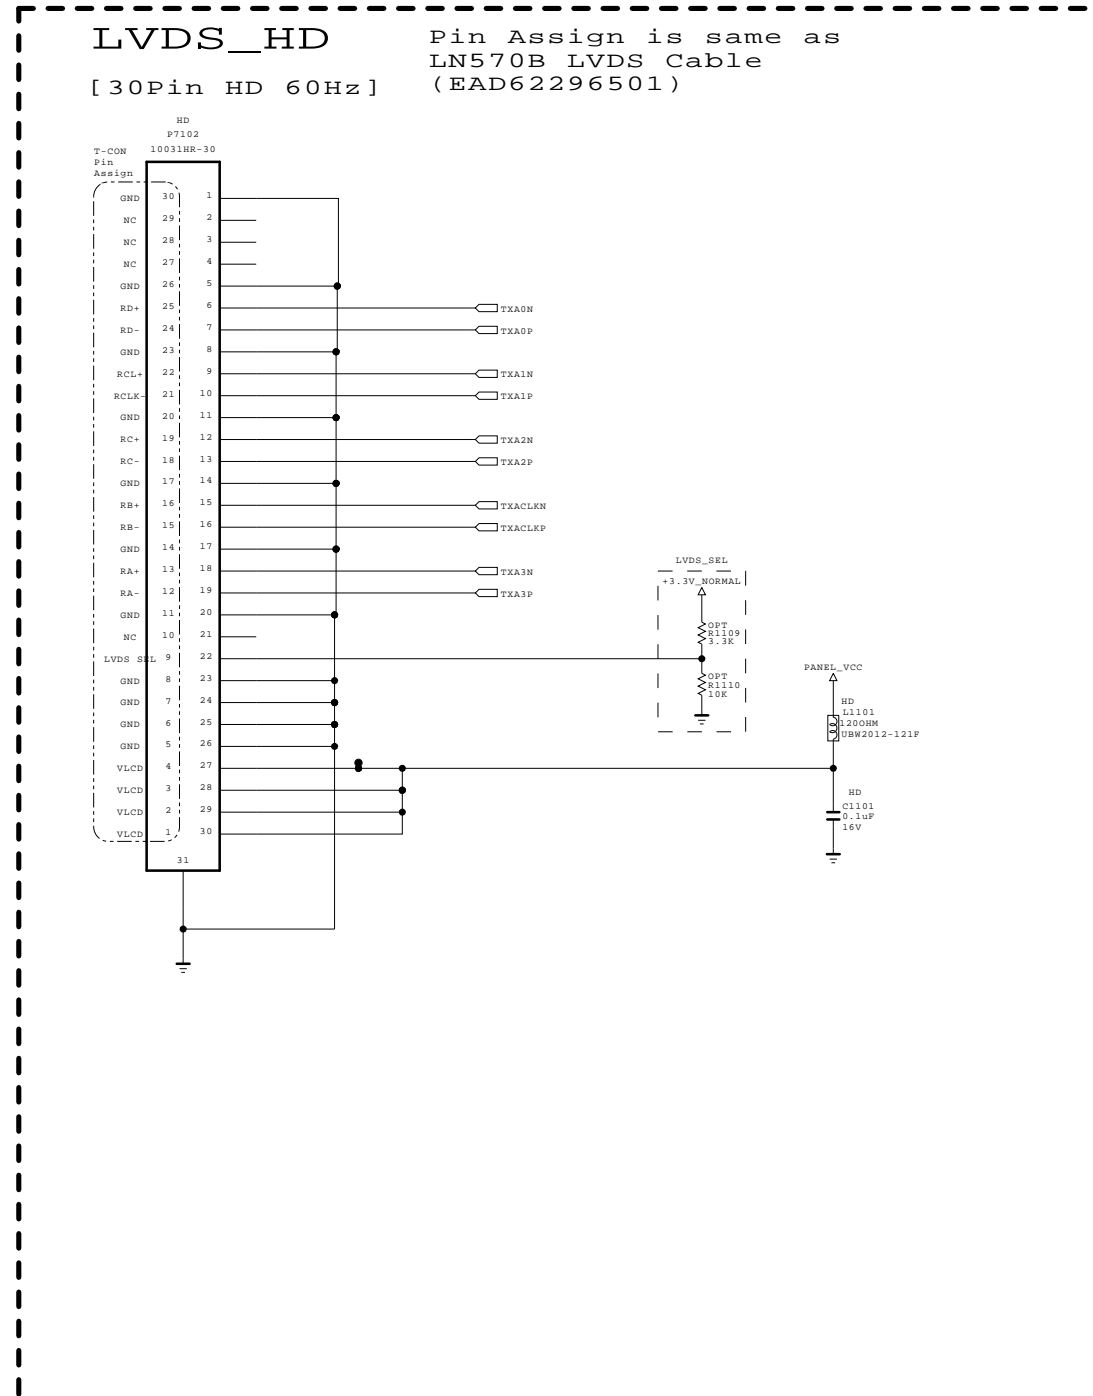 LVDS_HD
[30Pin HD 60Hz]
Pin Assign is same as
LN570B LVDS Cable
(EAD62296501)
HD
P7102
10031HR-30
T-CON
Pin
Assign
GND 30 1
NC 29 2
NC 28 3
NC 27 4
GND 26 5
RD+ 25 6 TXA0N
RD- 24 7 TXA0P
GND 23 8
RCL+ 22 9 TXA1N
RCLK- 21 10 TXA1P
GND 20 11
RC+ 19 12 TXA2N
RC- 18 13 TXA2P
GND 17 14
RB+ 16 15 TXACLKN
RB- 15 16 TXACLKP
GND 14 17
RA+ 13 18 TXA3N
RA- 12 19 TXA3P
GND 11 20
NC 10 21
LVDS SEL 9 22
GND 8 23
GND 7 24
GND 6 25
GND 5 26
VLCD 4 27
VLCD 3 28
VLCD 2 29
VLCD 1 30
31
LVDS_SEL
+3.3V_NORMAL
OPT
R1109
3.3K
OPT
R1110
10K
PANEL_VCC
HD
L1101
120OHM
UBW2012-121F
HD
C1101
0.1uF
16V